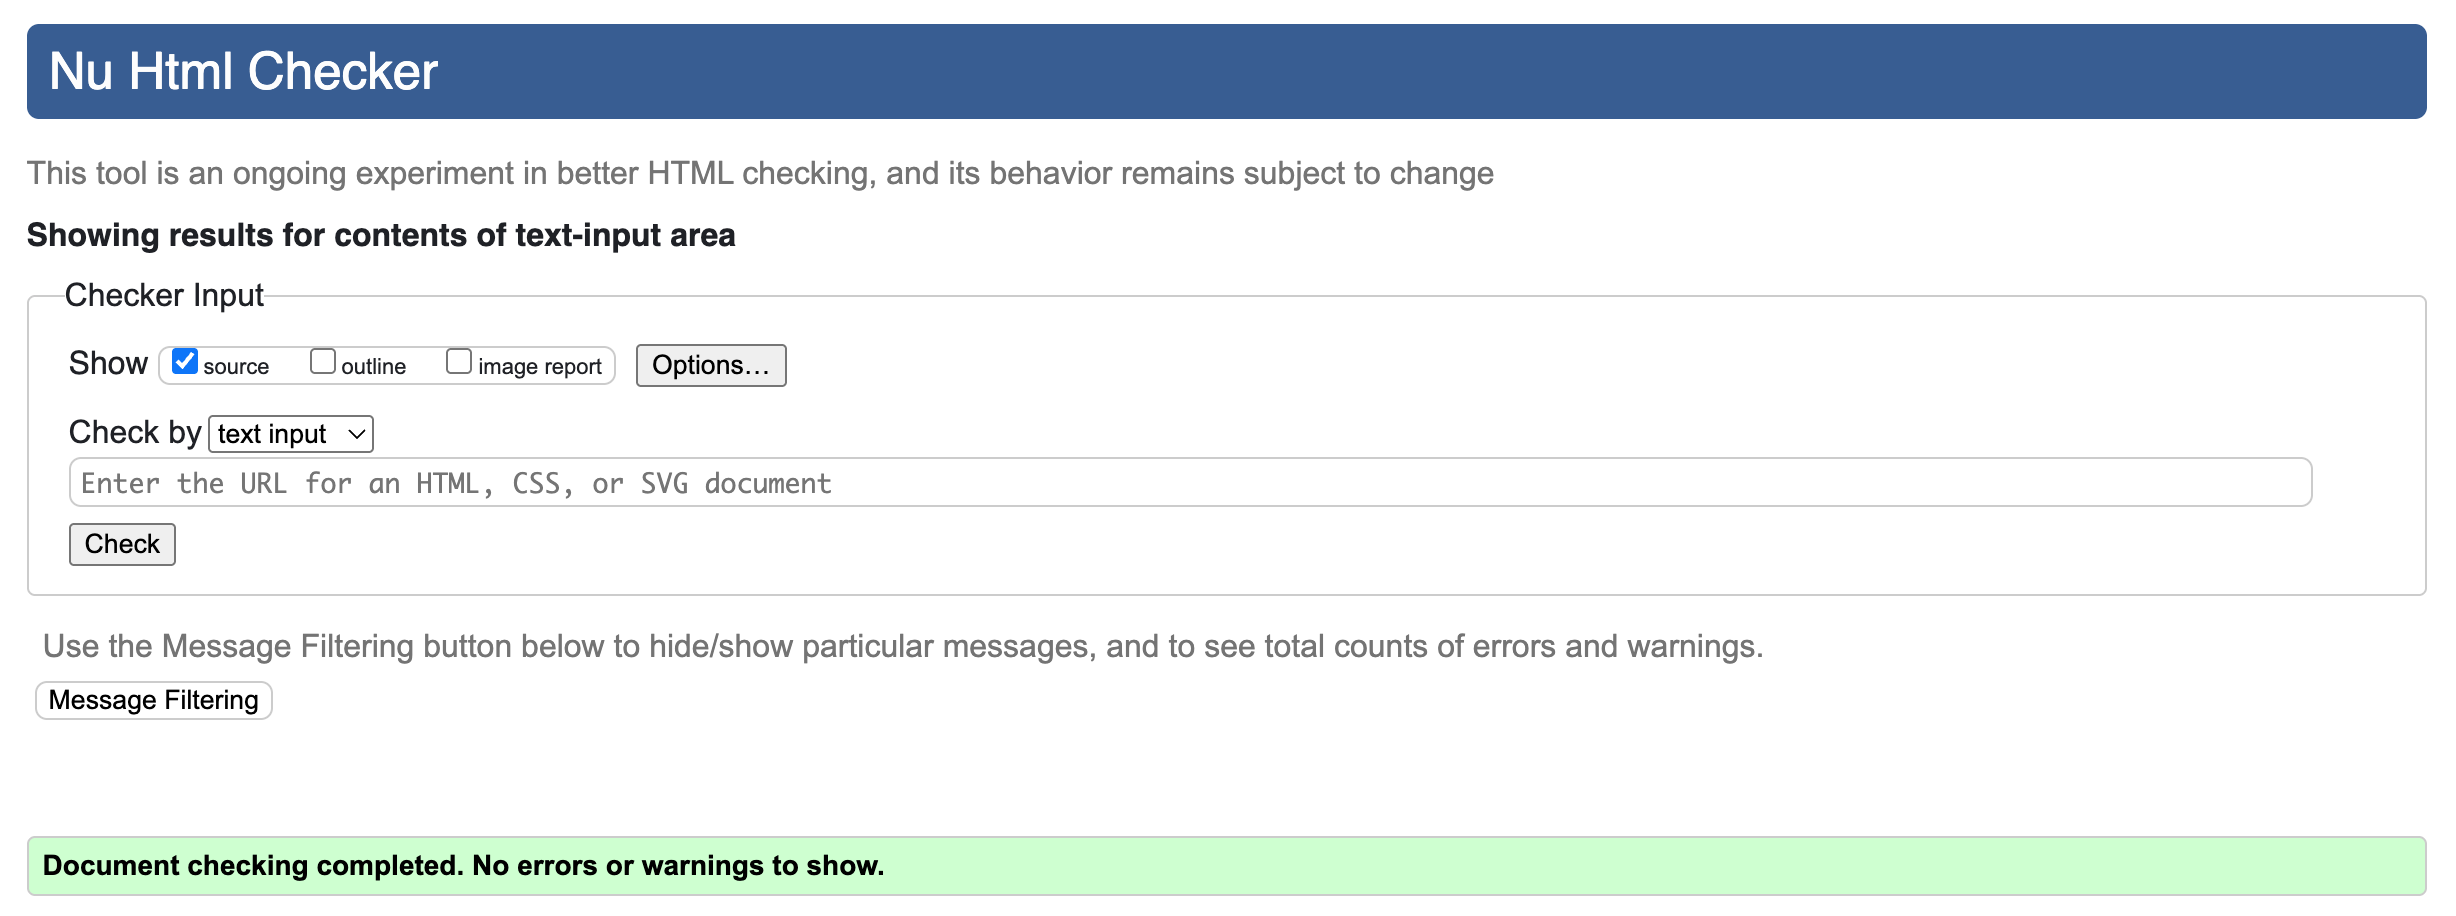 Nu Html Checker
This tool is an ongoing experiment in better HTML checking, and its behavior remains subject to change
Showing results for contents of text-input area
Checker Input
Show source outline image report Options…
Check by text input
Enter the URL for an HTML, CSS, or SVG document
Check
Use the Message Filtering button below to hide/show particular messages, and to see total counts of errors and warnings.
Message Filtering
Document checking completed. No errors or warnings to show.